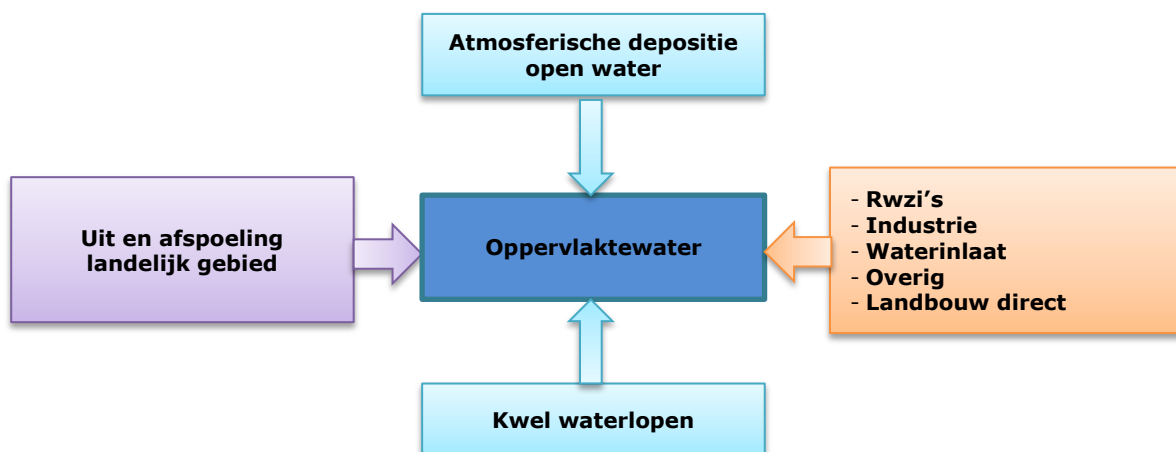 Atmosferische depositie
open water
Uit en afspoeling
landelijk gebied
Oppervlaktewater
- Rwzi’s
- Industrie
- Waterinlaat
- Overig
- Landbouw direct
Kwel waterlopen